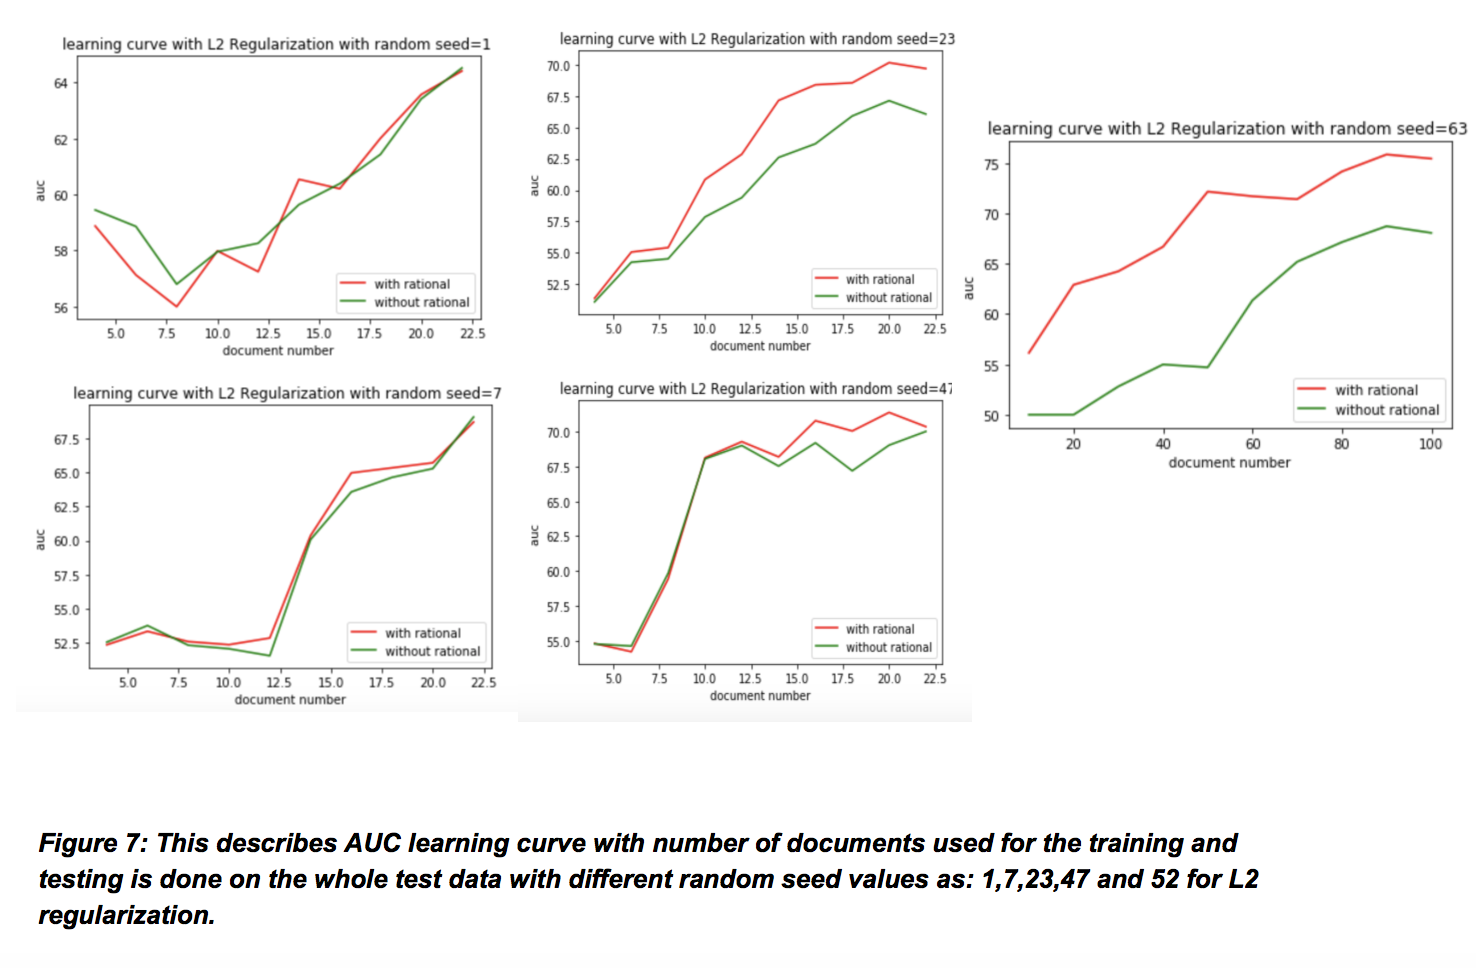 learning curve with L2 Regularization with random seed=1
64
62
60
58
56
auc
with rational
without rational
5.0 7.5 10.0 12.5 15.0 17.5 20.0 22.5
document number
learning curve with L2 Regularization with random seed=7
67.5
65.0
62.5
60.0
57.5
55.0
52.5
auc
with rational
without rational
5.0 7.5 10.0 12.5 15.0 17.5 20.0 22.5
document number
learning curve with L2 Regularization with random seed=23
70.0
67.5
65.0
62.5
60.0
57.5
55.0
52.5
auc
with rational
without rational
5.0 7.5 10.0 12.5 15.0 17.5 20.0 22.5
document number
learning curve with L2 Regularization with random seed=47
70.0
67.5
65.0
62.5
60.0
57.5
55.0
auc
with rational
without rational
5.0 7.5 10.0 12.5 15.0 17.5 20.0 22.5
document number
learning curve with L2 Regularization with random seed=63
75
70
65
60
55
50
auc
with rational
without rational
20 40 60 80 100
document number
Figure 7: This describes AUC learning curve with number of documents used for the training and
testing is done on the whole test data with different random seed values as: 1,7,23,47 and 52 for L2
regularization.